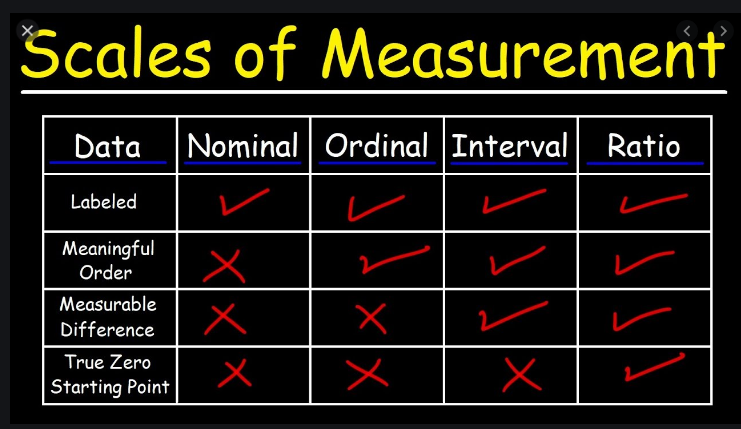 Scales of Measurement
Data Nominal Ordinal Interval Ratio
Labeled ✓ ✓ ✓ ✓
Meaningful
Order ✗ ✓ ✓ ✓
Measurable
Difference ✗ ✗ ✓ ✓
True Zero
Starting Point ✗ ✗ ✗ ✓